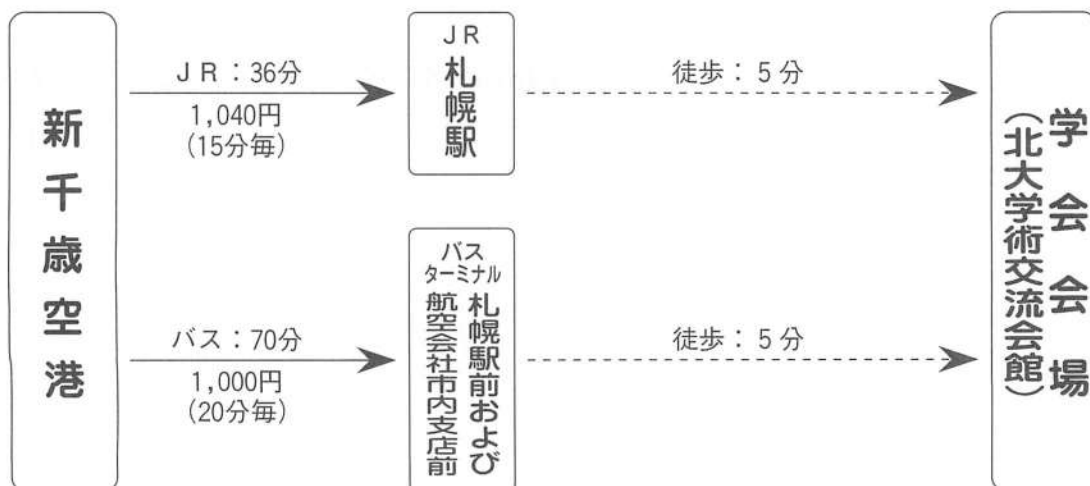 新千歳空港
ＪＲ：36分
1,040円
(15分毎)
ＪＲ
札幌駅
徒歩：５分
バス：70分
1,000円
(20分毎)
バス
ターミナル
札幌駅前および
航空会社市内支店前
徒歩：５分
学会会場
(北大学術交流会館)